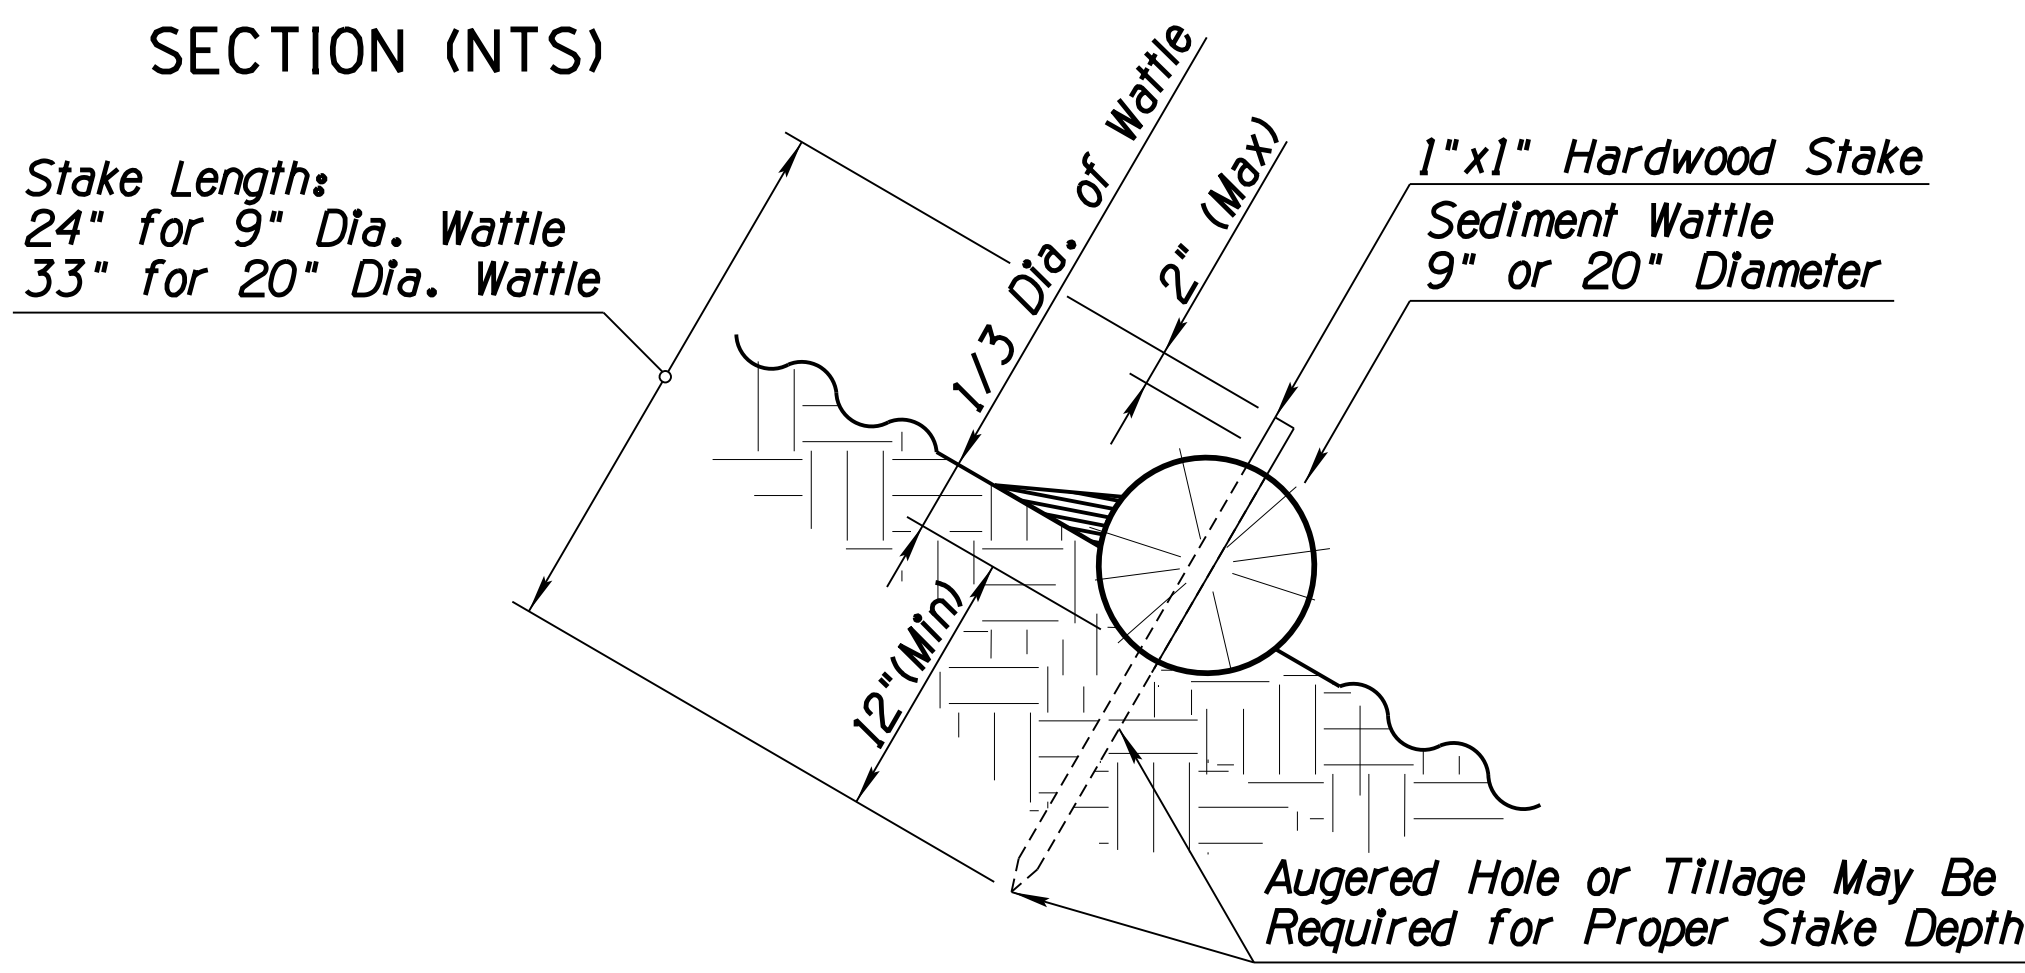 SECTION (NTS)
Stake Length:
24" for 9" Dia. Wattle
33" for 20" Dia. Wattle
1/3 Dia. of Wattle
2" (Max)
1"x1" Hardwood Stake
Sediment Wattle
9" or 20" Diameter
12"(Min)
Augered Hole or Tillage May Be
Required for Proper Stake Depth